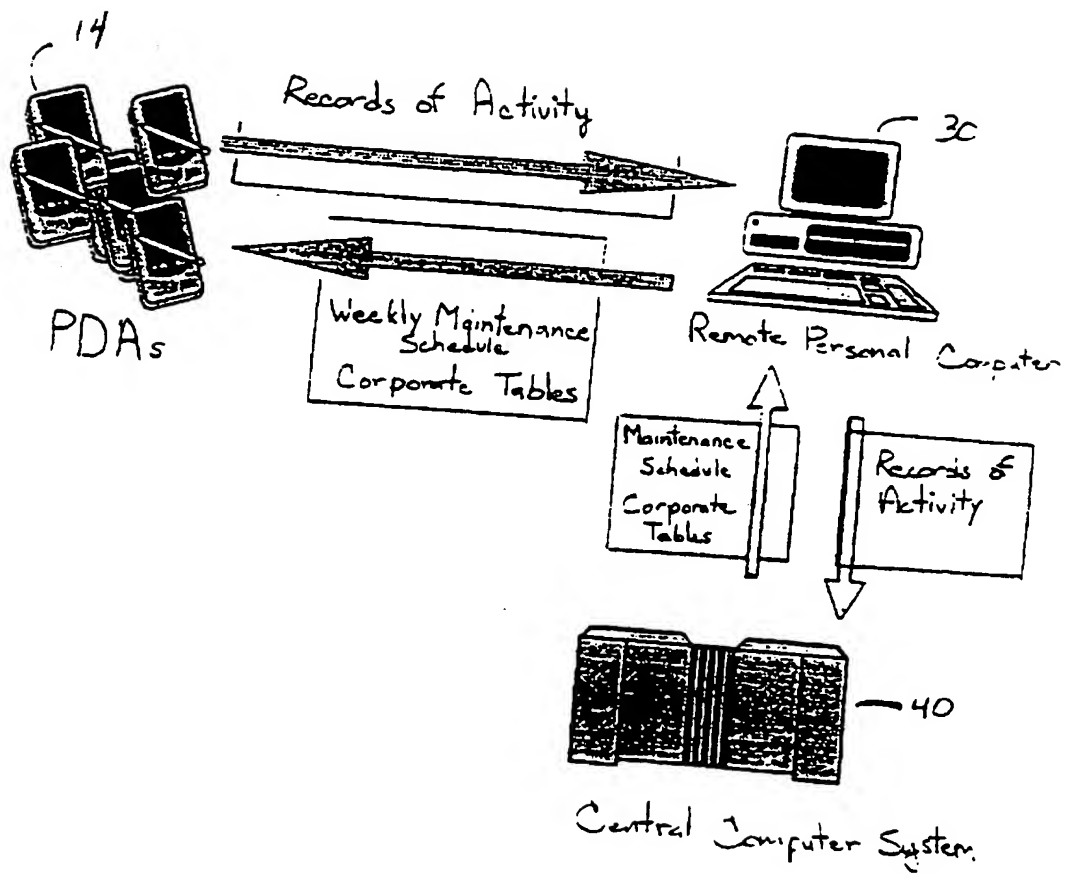 14
Records of Activity
30
PDAs
Weekly Maintenance
Schedule
Corporate Tables
Remote Personal Computer
Maintenance
Schedule
Corporate
Tables
Records of
Activity
40
Central Computer System